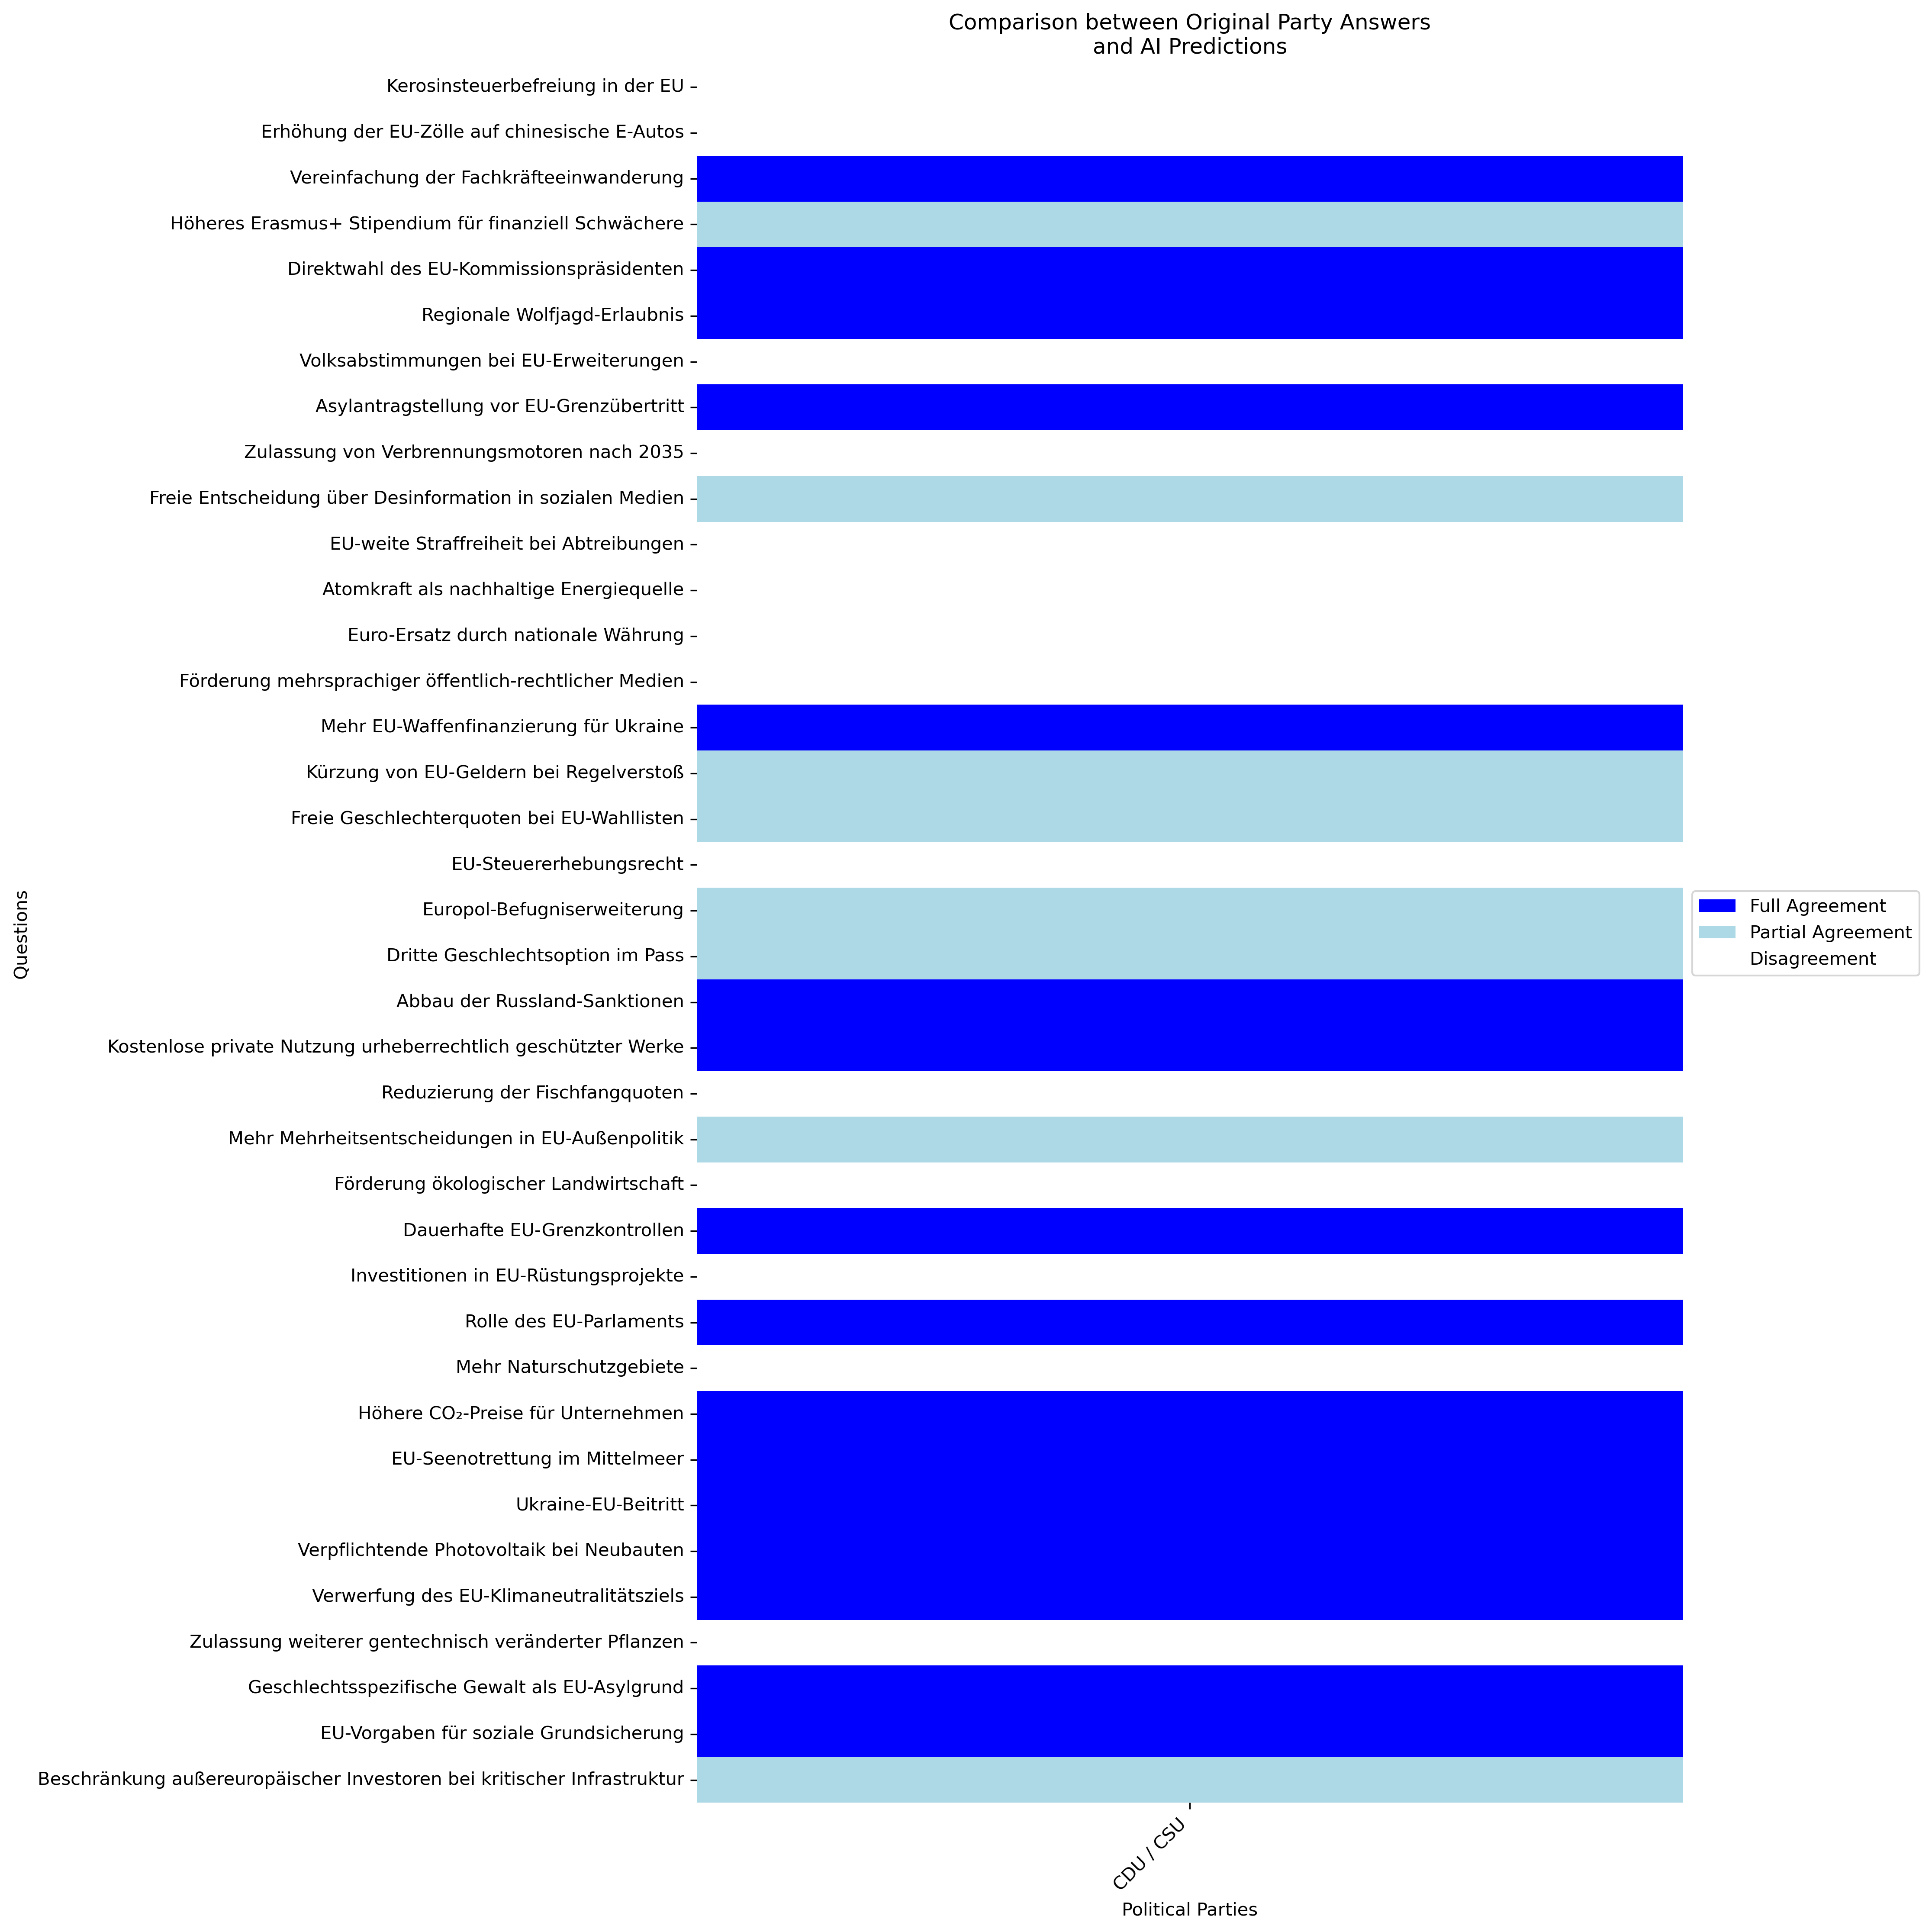 Comparison between Original Party Answers
and AI Predictions
Kerosinsteuerbefreiung in der EU
Erhöhung der EU-Zölle auf chinesische E-Autos
Vereinfachung der Fachkräfteeinwanderung
Höheres Erasmus+ Stipendium für finanziell Schwächere
Direktwahl des EU-Kommissionspräsidenten
Regionale Wolfjagd-Erlaubnis
Volksabstimmungen bei EU-Erweiterungen
Asylantragstellung vor EU-Grenzübertritt
Zulassung von Verbrennungsmotoren nach 2035
Freie Entscheidung über Desinformation in sozialen Medien
EU-weite Straffreiheit bei Abtreibungen
Atomkraft als nachhaltige Energiequelle
Euro-Ersatz durch nationale Währung
Förderung mehrsprachiger öffentlich-rechtlicher Medien
Mehr EU-Waffenfinanzierung für Ukraine
Kürzung von EU-Geldern bei Regelverstoß
Freie Geschlechterquoten bei EU-Wahllisten
EU-Steuererhebungsrecht
Europol-Befugniserweiterung
Dritte Geschlechtsoption im Pass
Abbau der Russland-Sanktionen
Kostenlose private Nutzung urheberrechtlich geschützter Werke
Reduzierung der Fischfangquoten
Mehr Mehrheitsentscheidungen in EU-Außenpolitik
Förderung ökologischer Landwirtschaft
Dauerhafte EU-Grenzkontrollen
Investitionen in EU-Rüstungsprojekte
Rolle des EU-Parlaments
Mehr Naturschutzgebiete
Höhere CO₂-Preise für Unternehmen
EU-Seenotrettung im Mittelmeer
Ukraine-EU-Beitritt
Verpflichtende Photovoltaik bei Neubauten
Verwerfung des EU-Klimaneutralitätsziels
Zulassung weiterer gentechnisch veränderter Pflanzen
Geschlechtsspezifische Gewalt als EU-Asylgrund
EU-Vorgaben für soziale Grundsicherung
Beschränkung außereuropäischer Investoren bei kritischer Infrastruktur
Questions
Full Agreement
Partial Agreement
Disagreement
CDU / CSU
Political Parties